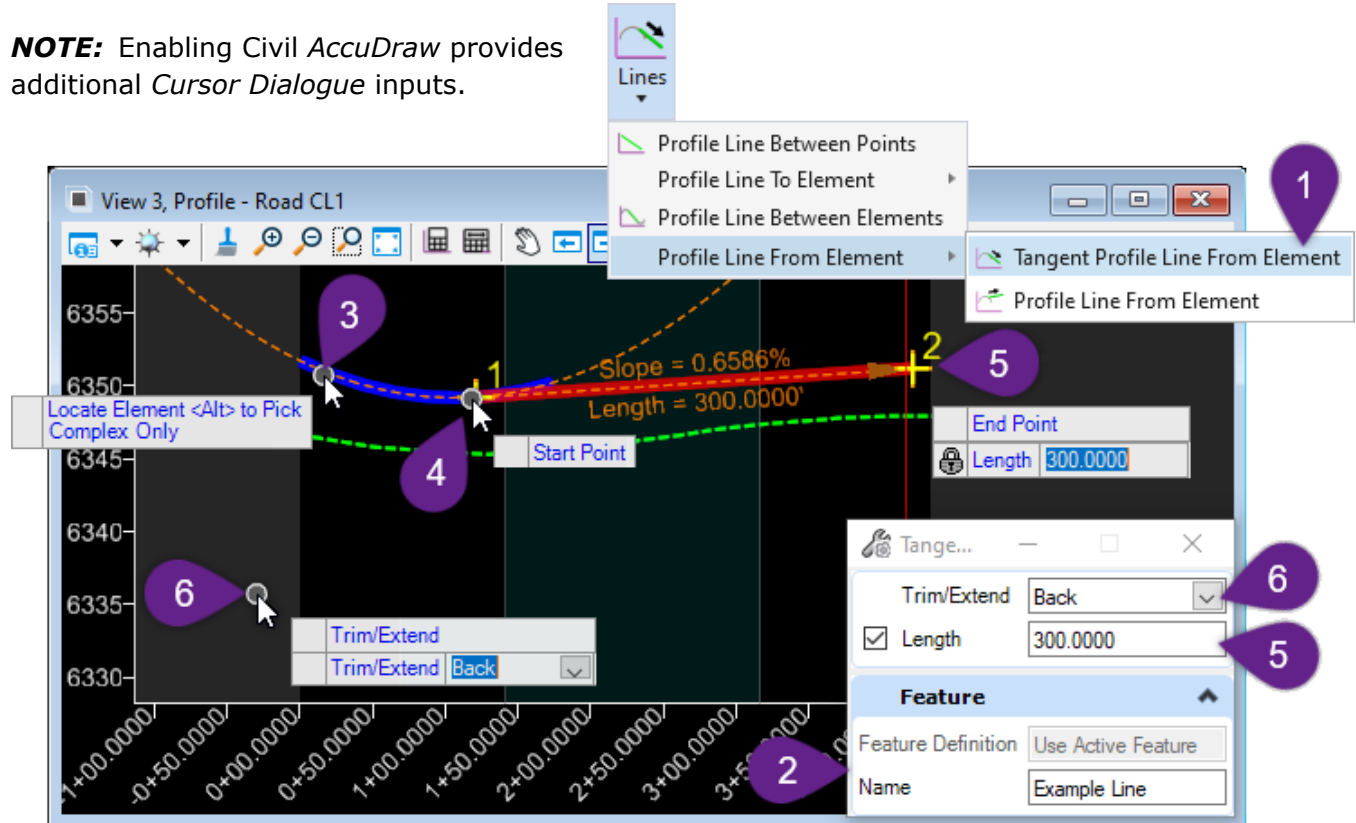 NOTE: Enabling Civil AccuDraw provides
additional Cursor Dialogue inputs.
Lines
Profile Line Between Points
Profile Line To Element
Profile Line Between Elements
Profile Line From Element
1
Tangent Profile Line From Element
Profile Line From Element
View 3, Profile - Road CL1
6355
6350
6345
6340
6335
6330
3
Locate Element <Alt> to Pick
Complex Only
1
4
Start Point
Slope = 0.6586%
Length = 300.0000'
2
5
End Point
Length 300.0000
6
Trim/Extend
Trim/Extend Back
Tange...
Trim/Extend Back
6
Length 300.0000
5
Feature
Feature Definition Use Active Feature
2
Name Example Line
-1+00.0000
-0+50.0000
0+00.0000
0+50.0000
1+00.0000
1+50.0000
2+00.0000
2+50.0000
3+00.0000